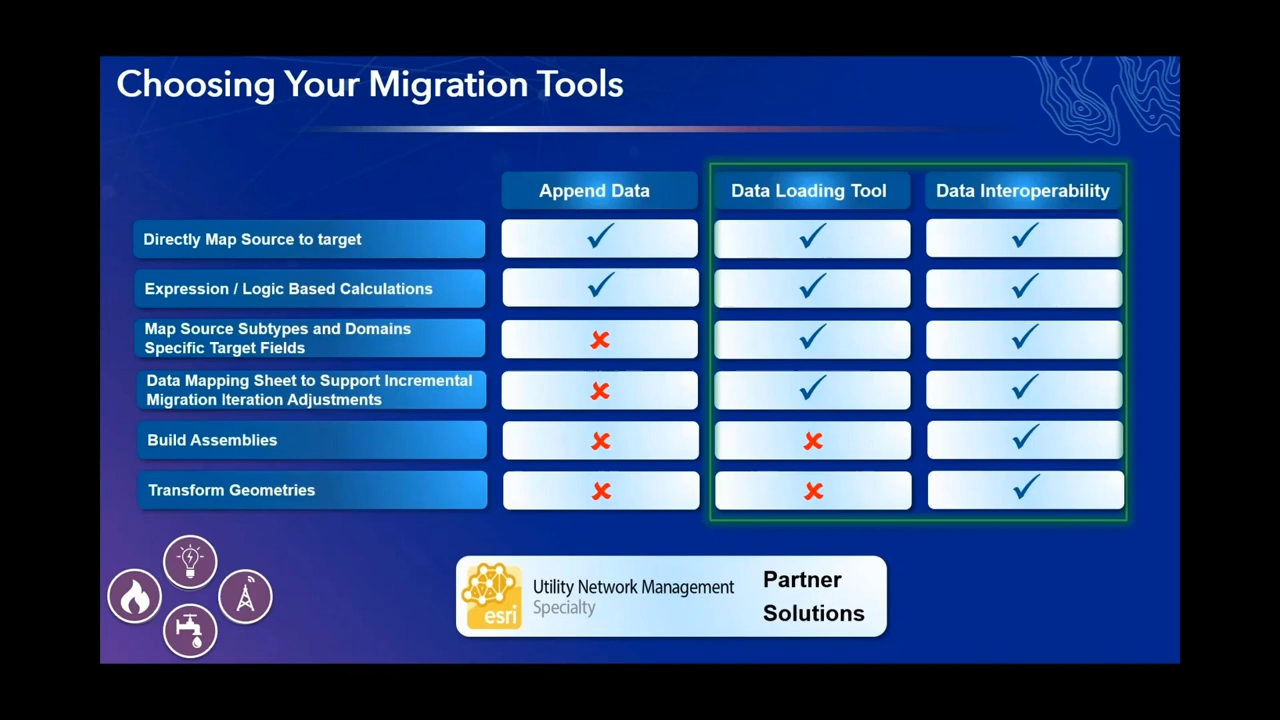 Choosing Your Migration Tools
Append Data
Data Loading Tool
Data Interoperability
Directly Map Source to target
Expression / Logic Based Calculations
Map Source Subtypes and Domains
Specific Target Fields
Data Mapping Sheet to Support Incremental
Migration Iteration Adjustments
Build Assemblies
Transform Geometries
esri
Utility Network Management
Specialty
Partner
Solutions